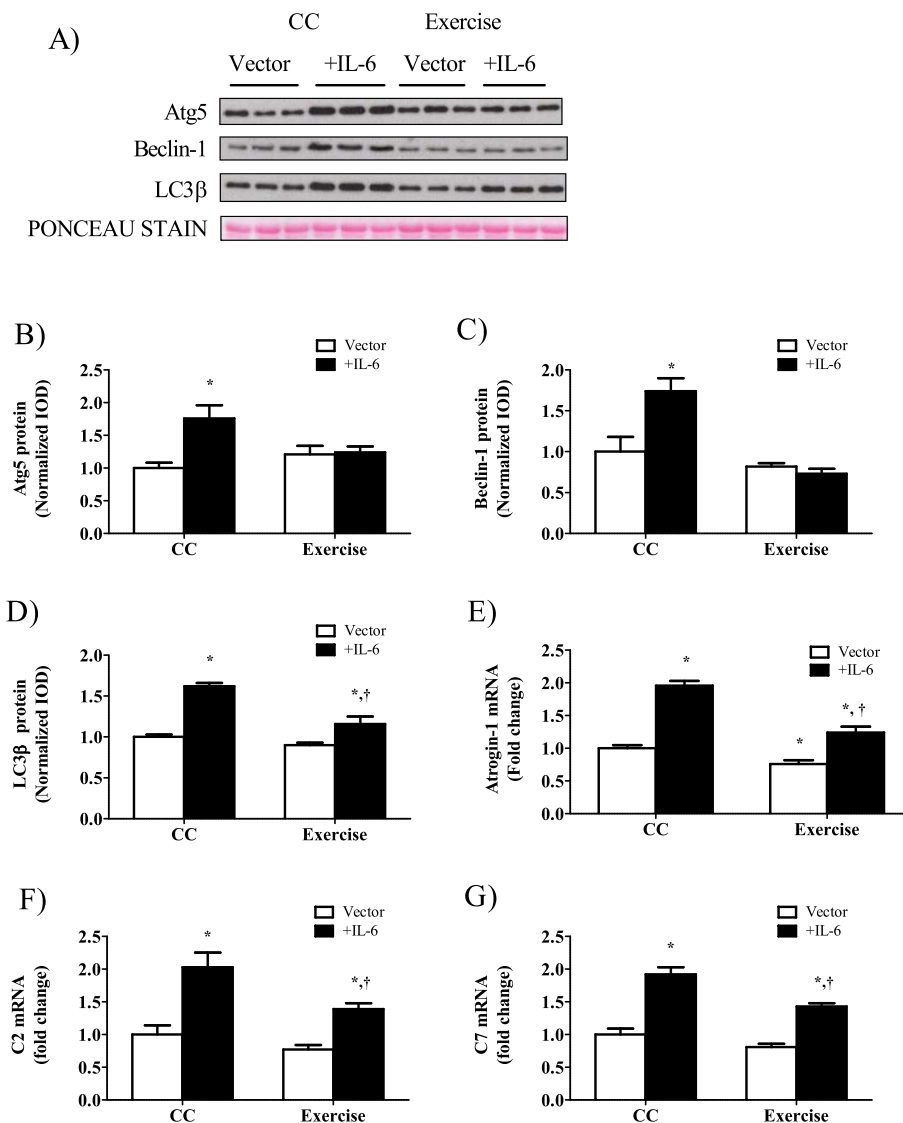 A)
CC Exercise
Vector +IL-6 Vector +IL-6
Atg5
Beclin-1
LC3β
PONCEAU STAIN
B)
Vector
+IL-6
Atg5 protein
(Normalized IOD)
2.5
2.0
1.5
1.0
0.5
0.0
*
CC Exercise
C)
Vector
+IL-6
Beclin-1 protein
(Normalized IOD)
2.0
1.5
1.0
0.5
0.0
*
CC Exercise
D)
Vector
+IL-6
LC3β protein
(Normalized IOD)
2.0
1.5
1.0
0.5
0.0
*
*,†
CC Exercise
E)
Vector
+IL-6
Atrogin-1 mRNA
(Fold change)
2.5
2.0
1.5
1.0
0.5
0.0
*
*
*, †
CC Exercise
F)
Vector
+IL-6
C2 mRNA
(fold change)
2.5
2.0
1.5
1.0
0.5
0.0
*
*,†
CC Exercise
G)
Vector
+IL-6
C7 mRNA
(fold change)
2.5
2.0
1.5
1.0
0.5
0.0
*
*,†
CC Exercise